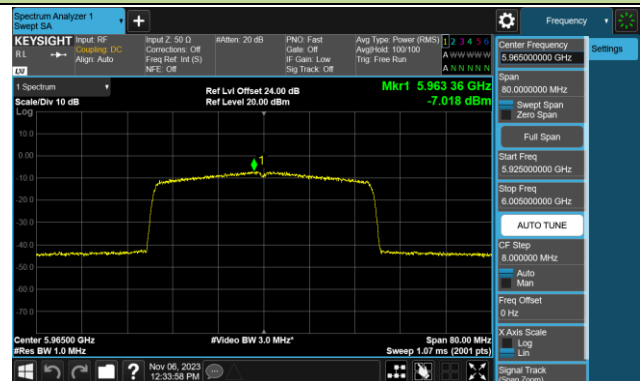 Spectrum Analyzer 1
Swept SA
+
Frequency
KEYSIGHT
RL
LXI
Input: RF
Coupling: DC
Align: Auto
Input Z: 50 Ω
Corrections: Off
Freq Ref: Int (S)
NFE: Off
#Atten: 20 dB
PNO: Fast
Gate: Off
IF Gain: Low
Sig Track: Off
Avg Type: Power (RMS)
Avg|Hold: 100/100
Trig: Free Run
1 2 3 4 5 6
A W W W W W
A N N N N N
1 Spectrum
Scale/Div 10 dB
Log
Ref Lvl Offset 24.00 dB
Ref Level 20.00 dBm
Mkr1 5.963 36 GHz
-7.018 dBm
10.0
0.00
-10.0
-20.0
-30.0
-40.0
-50.0
-60.0
-70.0
1
Center 5.96500 GHz
#Res BW 1.0 MHz
#Video BW 3.0 MHz*
Span 80.00 MHz
Sweep 1.07 ms (2001 pts)
Nov 06, 2023
12:33:58 PM
?
Center Frequency
5.965000000 GHz
Settings
Span
80.0000000 MHz
Swept Span
Zero Span
Full Span
Start Freq
5.925000000 GHz
Stop Freq
6.005000000 GHz
AUTO TUNE
CF Step
8.000000 MHz
Auto
Man
Freq Offset
0 Hz
X Axis Scale
Log
Lin
Signal Track
(Span Zoom)